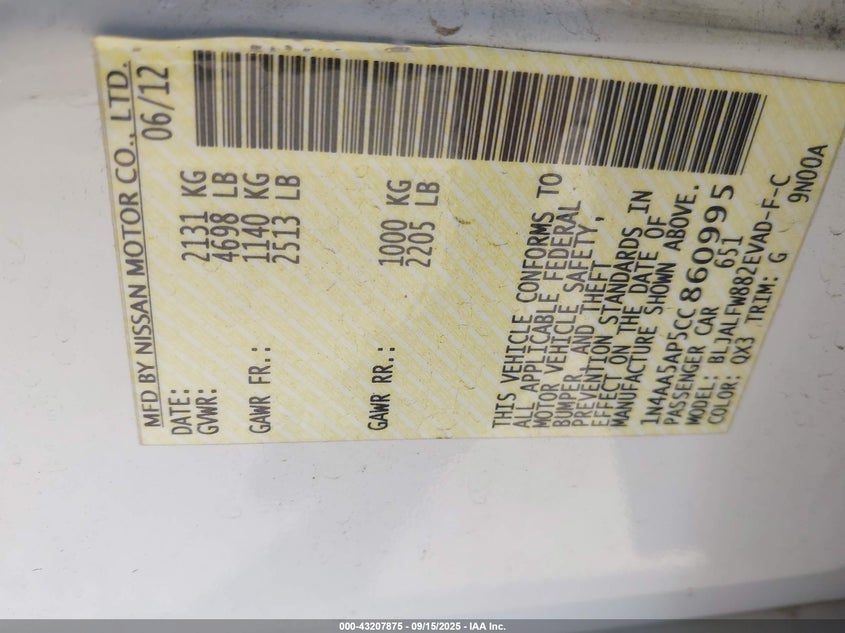 MFD BY NISSAN MOTOR CO., LTD.
DATE: 06/12
GVWR: 2131 KG
4698 LB
GAWR FR.: 1140 KG
2513 LB
GAWR RR.: 1000 KG
2205 LB
THIS VEHICLE CONFORMS TO
ALL APPLICABLE FEDERAL
MOTOR VEHICLE SAFETY,
BUMPER, AND THEFT
PREVENTION STANDARDS IN
EFFECT ON THE DATE OF
MANUFACTURE SHOWN ABOVE.
1N4AA5AP5CC860995
PASSENGER CAR 651
MODEL: BLJALFW882EVAD-F-C
COLOR: QX3 TRIM: G 9N00A
000-43207875 - 09/15/2025 - IAA Inc.